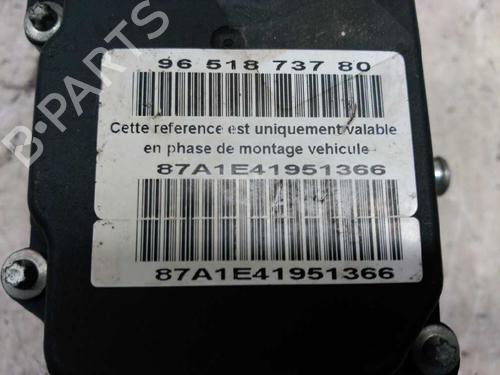 96 518 737 80
Cette reference est uniquement valable
en phase de montage vehicule
87A1E41951366
87A1E41951366
B-PARTS